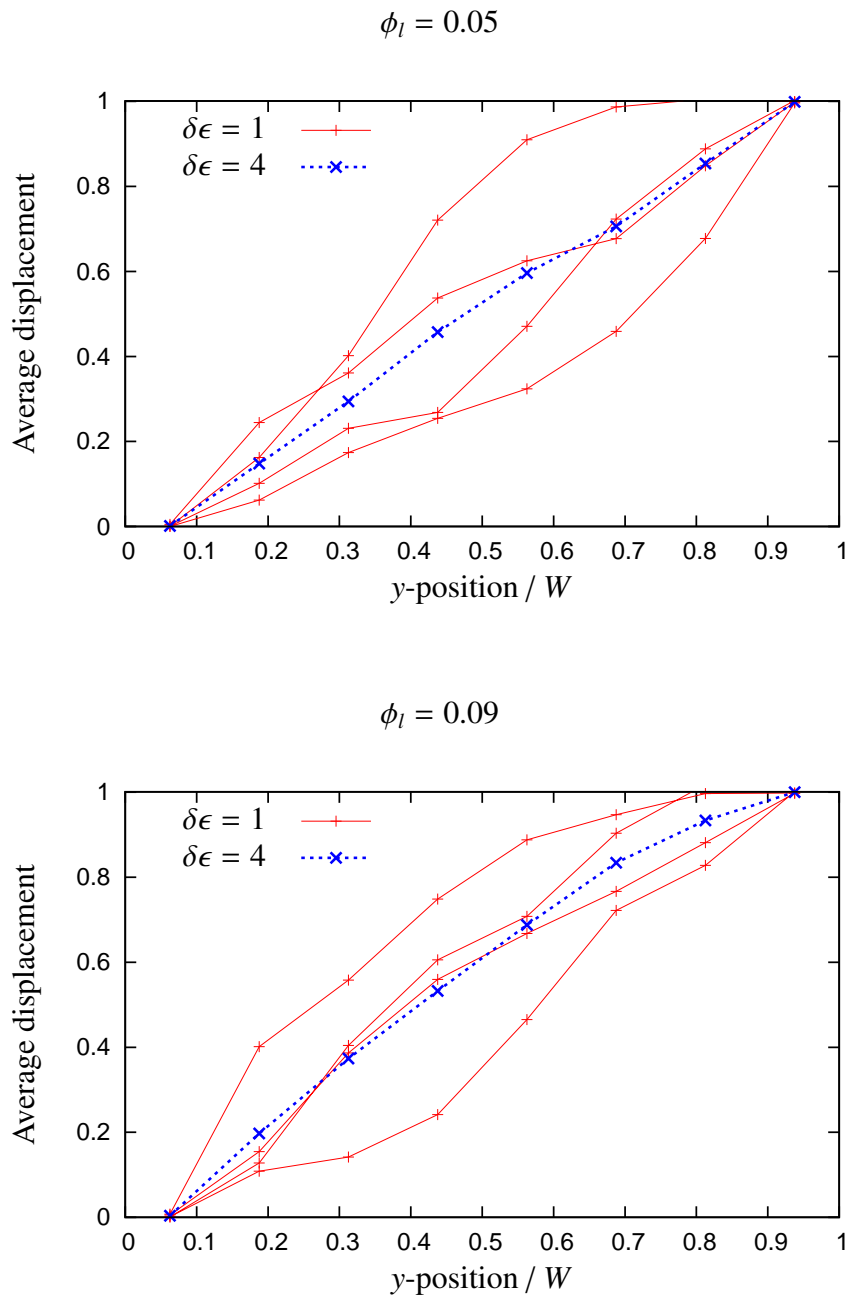 ϕ_l = 0.05
Average displacement
1
0.8
0.6
0.4
0.2
0
δϵ = 1
δϵ = 4
0 0.1 0.2 0.3 0.4 0.5 0.6 0.7 0.8 0.9 1
y-position / W
ϕ_l = 0.09
Average displacement
1
0.8
0.6
0.4
0.2
0
δϵ = 1
δϵ = 4
0 0.1 0.2 0.3 0.4 0.5 0.6 0.7 0.8 0.9 1
y-position / W